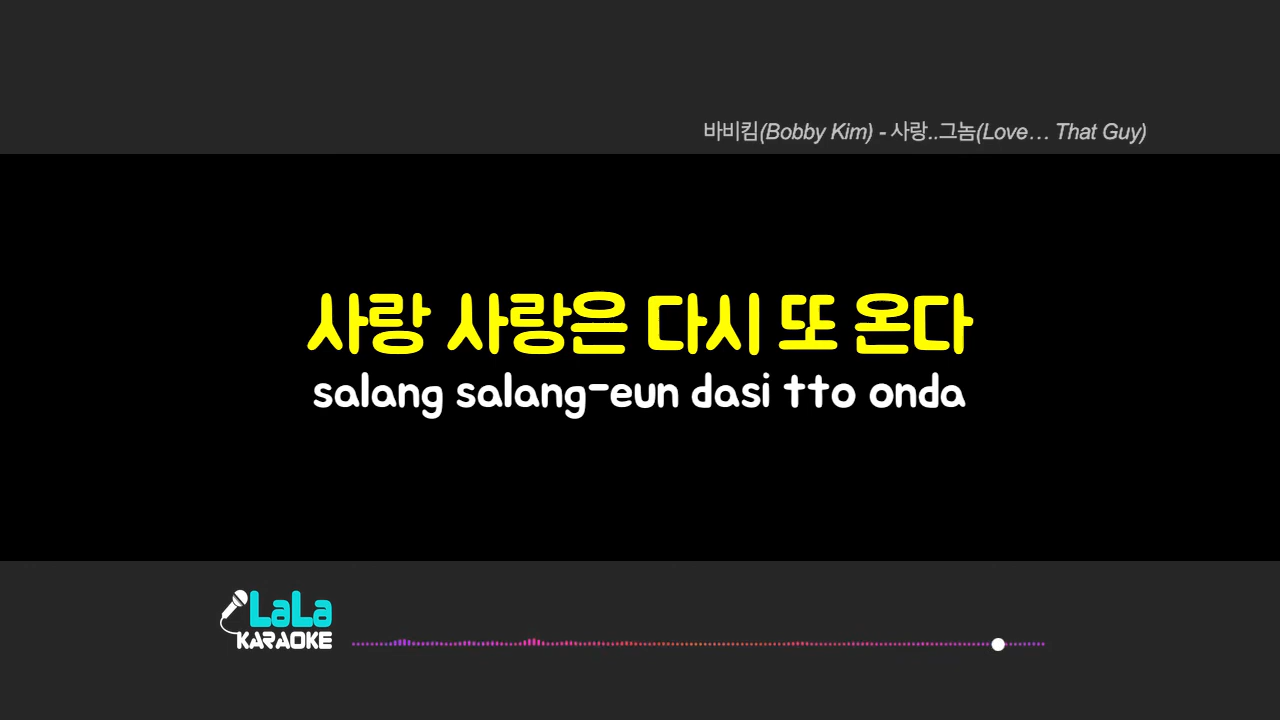 바비킴(Bobby Kim) - 사랑..그놈(Love... That Guy)
사랑 사랑은 다시 또 온다
salang salang-eun dasi tto onda
LaLa
KARAOKE